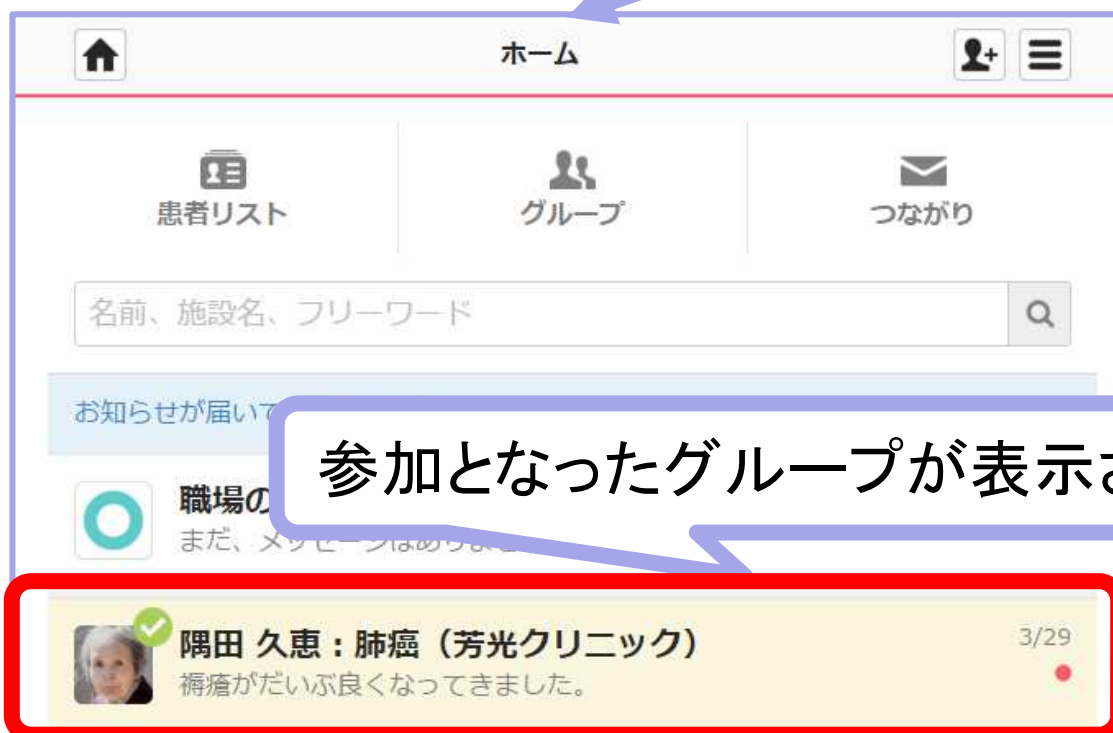 ホーム
患者リスト
グループ
つながり
名前、施設名、フリーワード
お知らせが届いて
参加となったグループが表示さ
職場の
まだ、メッセージはありませ
隅田 久恵：肺癌（芳光クリニック）
3/29
褥瘡がだいぶ良くなってきました。